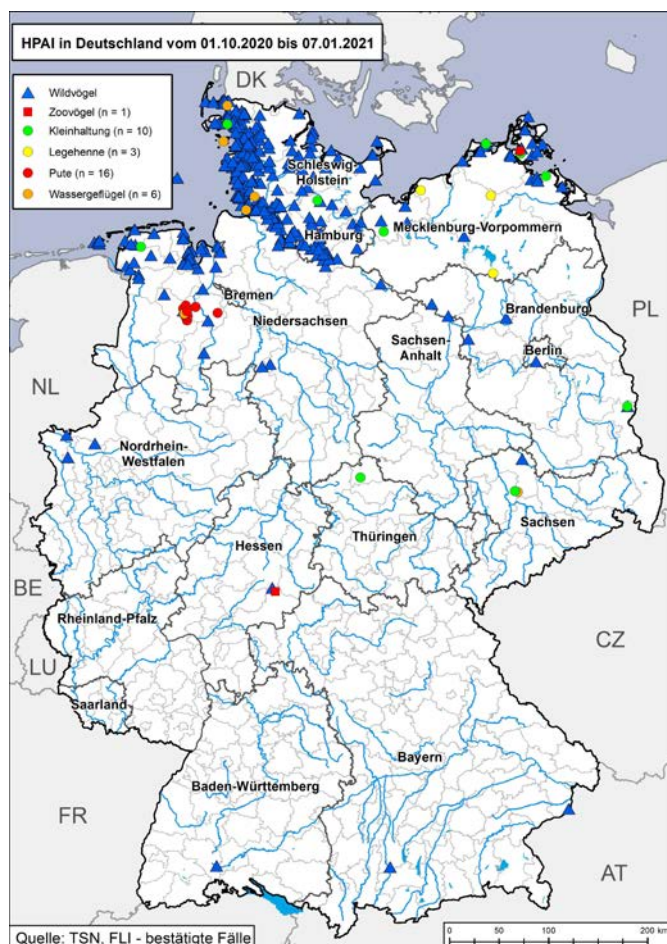 HPAI in Deutschland vom 01.10.2020 bis 07.01.2021
DK
Wildvögel
Zoovögel (n = 1)
Kleinhaltung (n = 10)
Legehenne (n = 3)
Pute (n = 16)
Wassergeflügel (n = 6)
Schleswig-
Holstein
Hamburg
Mecklenburg-Vorpommern
Bremen
Niedersachsen
Brandenburg
PL
Sachsen-
Anhalt
Berlin
NL
Nordrhein-
Westfalen
Sachsen
Thüringen
Hessen
BE
Rheinland-Pfalz
CZ
LU
Saarland
Bayern
Baden-Württemberg
FR
AT
Quelle: TSN, FLI - bestätigte Fälle
0 50 100 200 km